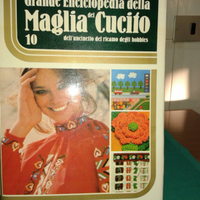 Grande Enciclopedia della
Maglia del Cucito
10 dell'uncinetto del ricamo degli hobbies